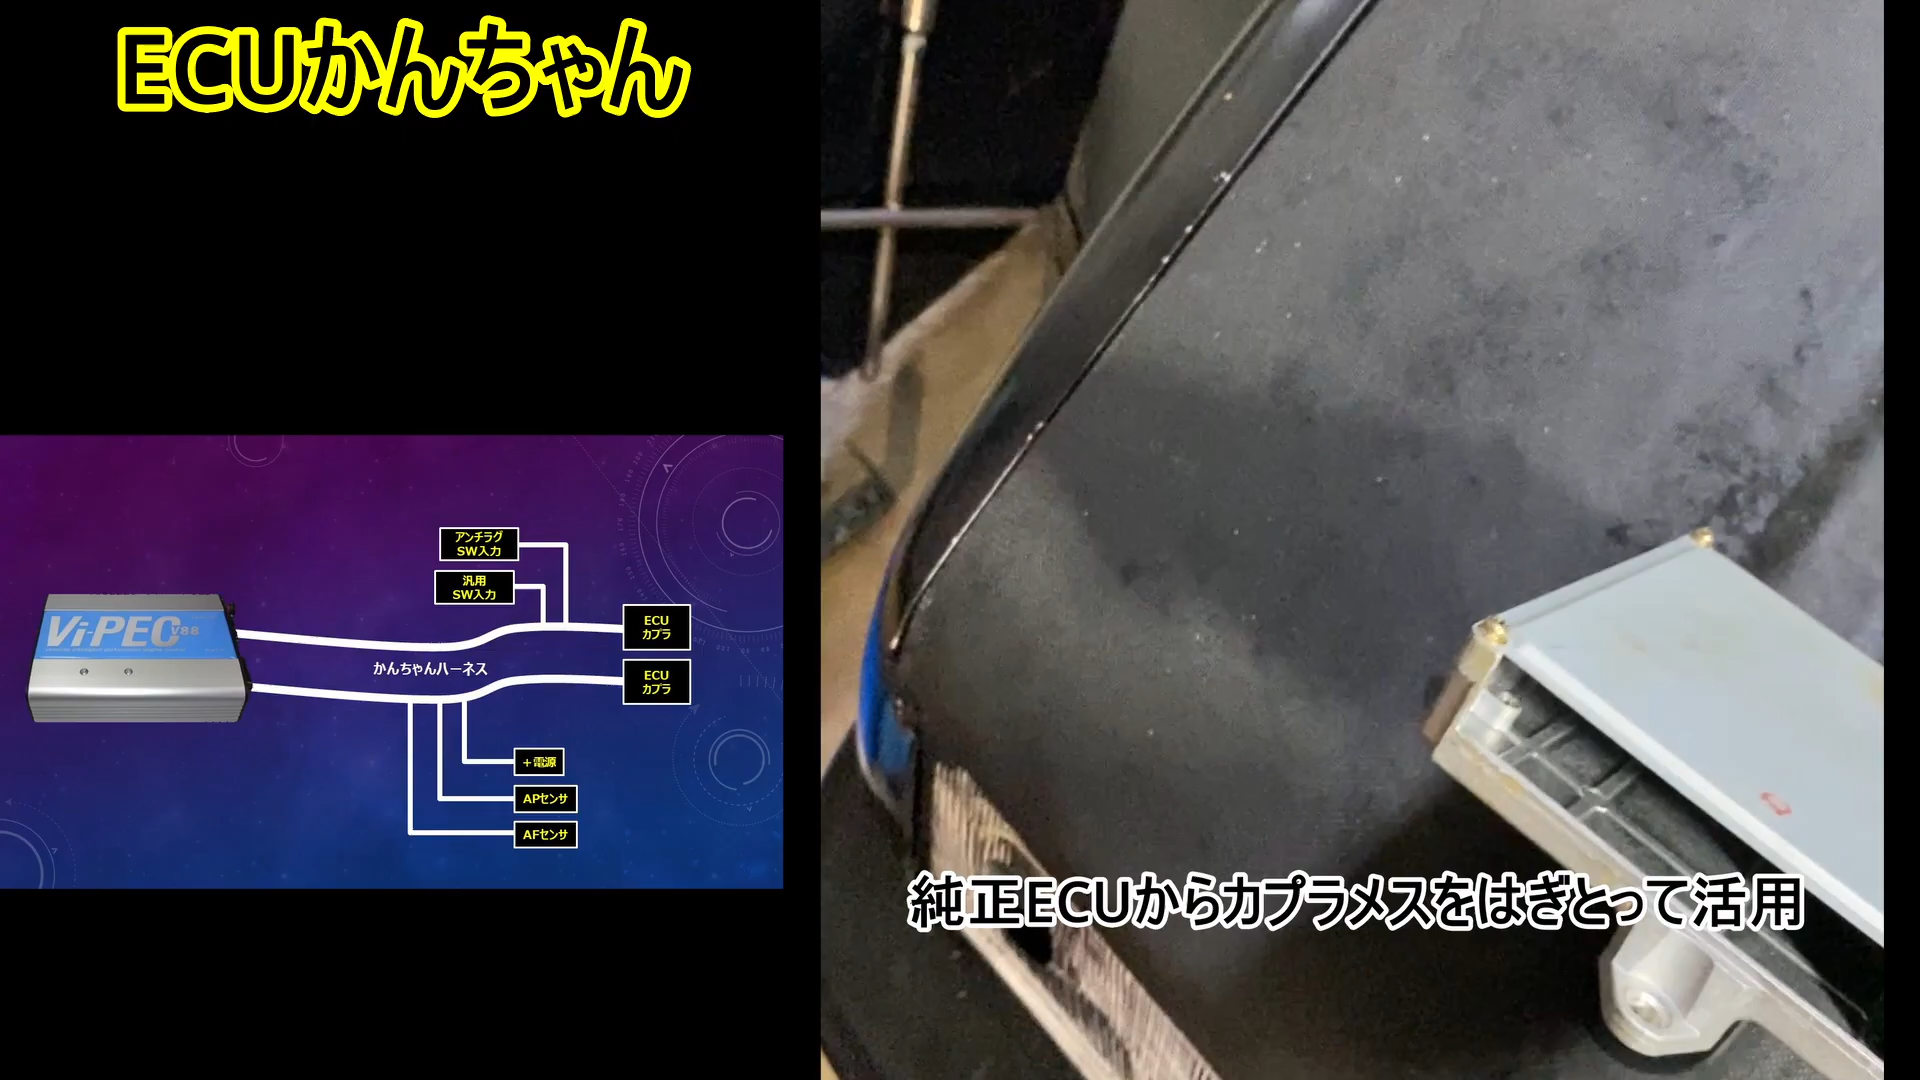 ECUかんちゃん
アンチラグ
SW入力
汎用
SW入力
Vi-PEC V88
ECU
カプラ
かんちゃんハーネス
ECU
カプラ
+電源
APセンサ
AFセンサ
純正ECUからカプラメスをはぎとって活用